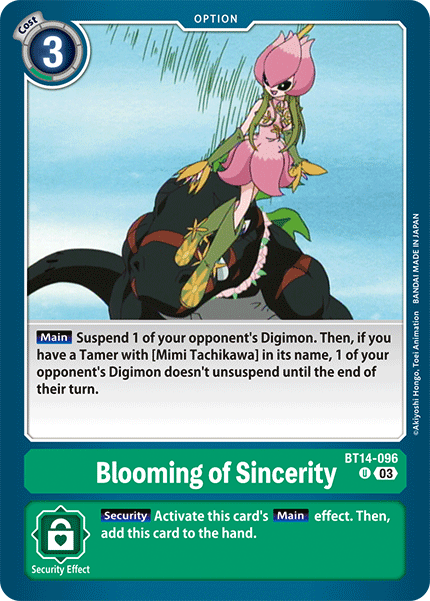 OPTION
Cost
3
Main Suspend 1 of your opponent's Digimon. Then, if you
have a Tamer with [Mimi Tachikawa] in its name, 1 of your
opponent's Digimon doesn't unsuspend until the end of
their turn.
©Akiyoshi Hongo, Toei Animation BANDAI MADE IN JAPAN
BT14-096
Blooming of Sincerity
U 03
Security Activate this card's Main effect. Then,
add this card to the hand.
Security Effect